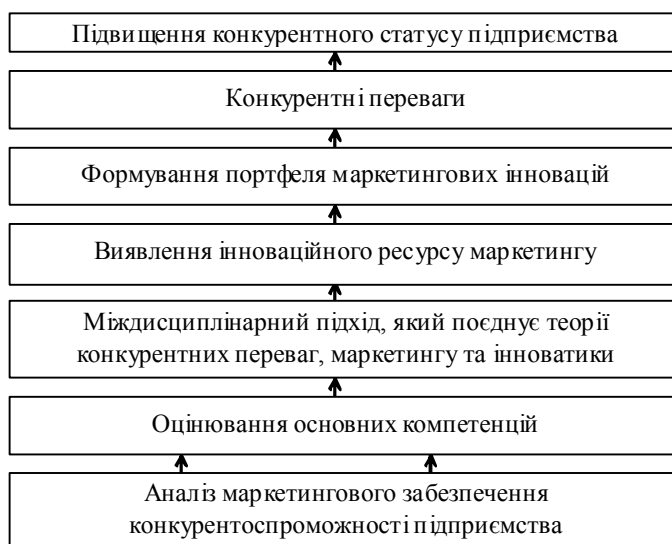 Підвищення конкурентного статусу підприємства
Конкурентні переваги
Формування портфеля маркетингових інновацій
Виявлення інноваційного ресурсу маркетингу
Міждисциплінарний підхід, який поєднує теорії
конкурентних переваг, маркетингу та інноватики
Оцінювання основних компетенцій
Аналіз маркетингового забезпечення
конкурентоспроможності підприємства